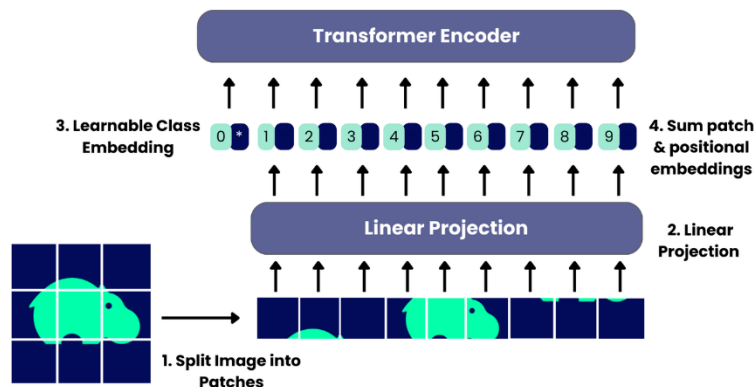 Transformer Encoder
3. Learnable Class
Embedding
0 * 1 2 3 4 5 6 7 8 9
4. Sum patch
& positional
embeddings
Linear Projection
2. Linear
Projection
1. Split Image into
Patches